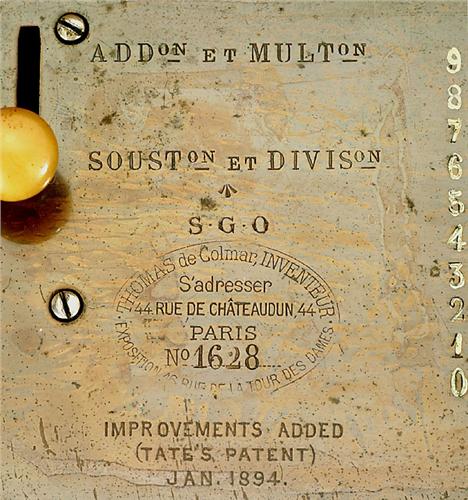 ADDON ET MULTON
SOUSTON ET DIVISON
S·G·O
THOMAS de Colmar, INVENTEUR
S'adresser
44 RUE DE CHÂTEAUDUN 44
PARIS
No 1628
EXPOSITION 16 RUE DE LA TOUR DES DAMES
IMPROVEMENTS ADDED
(TATE'S PATENT)
JAN. 1894.
9
8
7
6
5
4
3
2
1
0